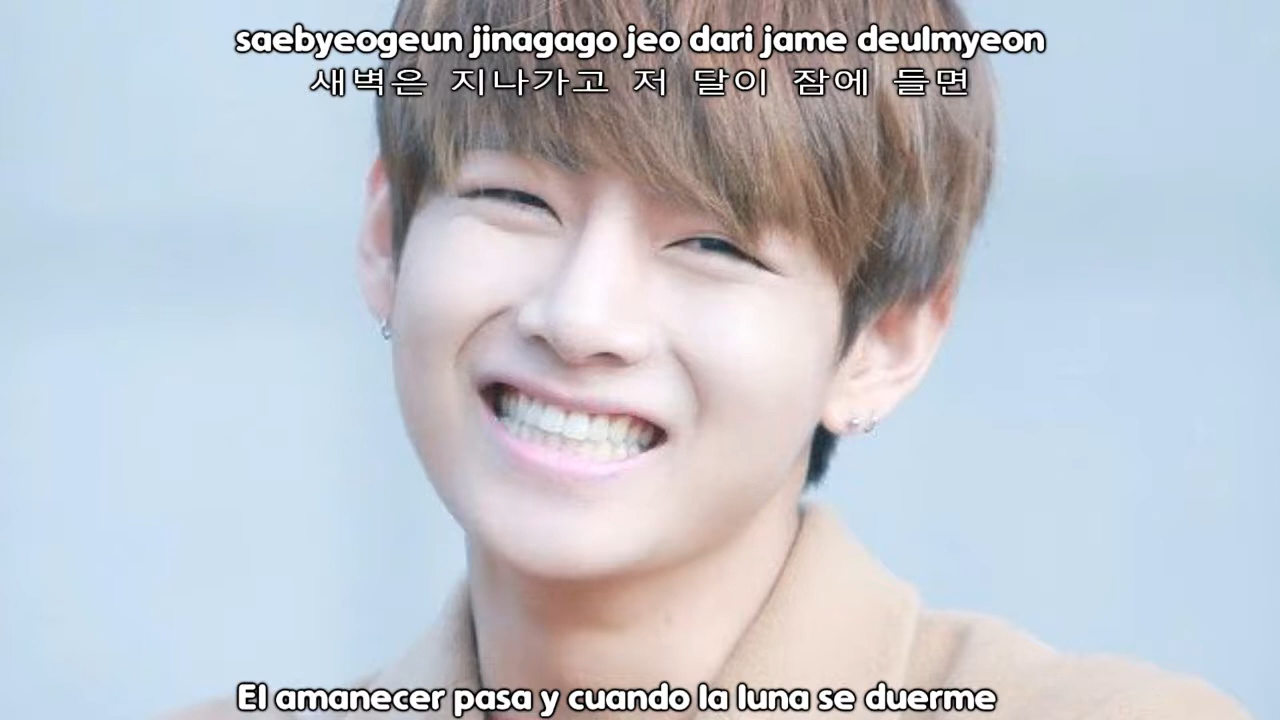 saebyeogeun jinagago jeo dari jame deulmyeon
새벽은 지나가고 저 달이 잠에 들면
El amanecer pasa y cuando la luna se duerme